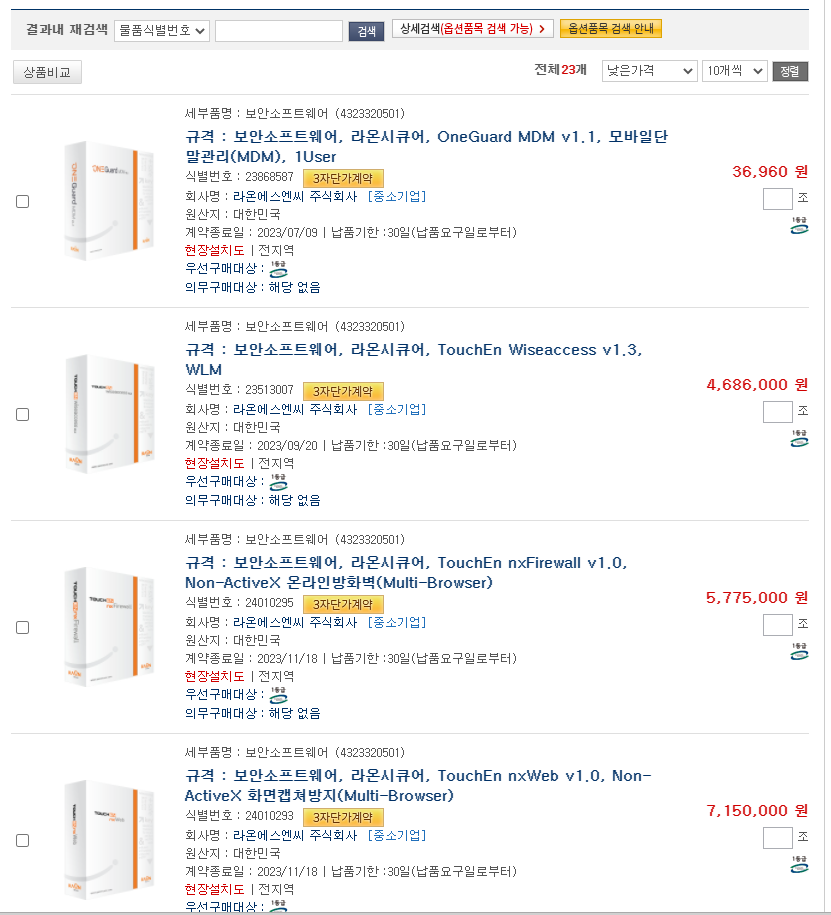 결과내 재검색 물품식별번호 검색 상세검색(옵션품목 검색 가능) 옵션품목 검색 안내
상품비교 전체23개 낮은가격 10개씩 정렬
세부품명 : 보안소프트웨어 (4323320501)
규격 : 보안소프트웨어, 라온시큐어, OneGuard MDM v1.1, 모바일단
말관리(MDM), 1User
식별번호 : 23868587 3자단가계약
36,960 원
회사명 : 라온에스엔씨 주식회사 [중소기업]
조
원산지 : 대한민국
계약종료일 : 2023/07/09 | 납품기한 :30일(납품요구일로부터)
1등급
현장설치도 | 전지역
우선구매대상 : 1등급
의무구매대상 : 해당 없음
세부품명 : 보안소프트웨어 (4323320501)
규격 : 보안소프트웨어, 라온시큐어, TouchEn Wiseaccess v1.3,
WLM
식별번호 : 23513007 3자단가계약
4,686,000 원
회사명 : 라온에스엔씨 주식회사 [중소기업]
조
원산지 : 대한민국
계약종료일 : 2023/09/20 | 납품기한 :30일(납품요구일로부터)
1등급
현장설치도 | 전지역
우선구매대상 : 1등급
의무구매대상 : 해당 없음
세부품명 : 보안소프트웨어 (4323320501)
규격 : 보안소프트웨어, 라온시큐어, TouchEn nxFirewall v1.0,
Non-ActiveX 온라인방화벽(Multi-Browser)
식별번호 : 24010295 3자단가계약
5,775,000 원
회사명 : 라온에스엔씨 주식회사 [중소기업]
조
원산지 : 대한민국
계약종료일 : 2023/11/18 | 납품기한 :30일(납품요구일로부터)
1등급
현장설치도 | 전지역
우선구매대상 : 1등급
의무구매대상 : 해당 없음
세부품명 : 보안소프트웨어 (4323320501)
규격 : 보안소프트웨어, 라온시큐어, TouchEn nxWeb v1.0, Non-
ActiveX 화면캡쳐방지(Multi-Browser)
식별번호 : 24010293 3자단가계약
7,150,000 원
회사명 : 라온에스엔씨 주식회사 [중소기업]
조
원산지 : 대한민국
계약종료일 : 2023/11/18 | 납품기한 :30일(납품요구일로부터)
1등급
현장설치도 | 전지역
우선구매대상 : 1등급